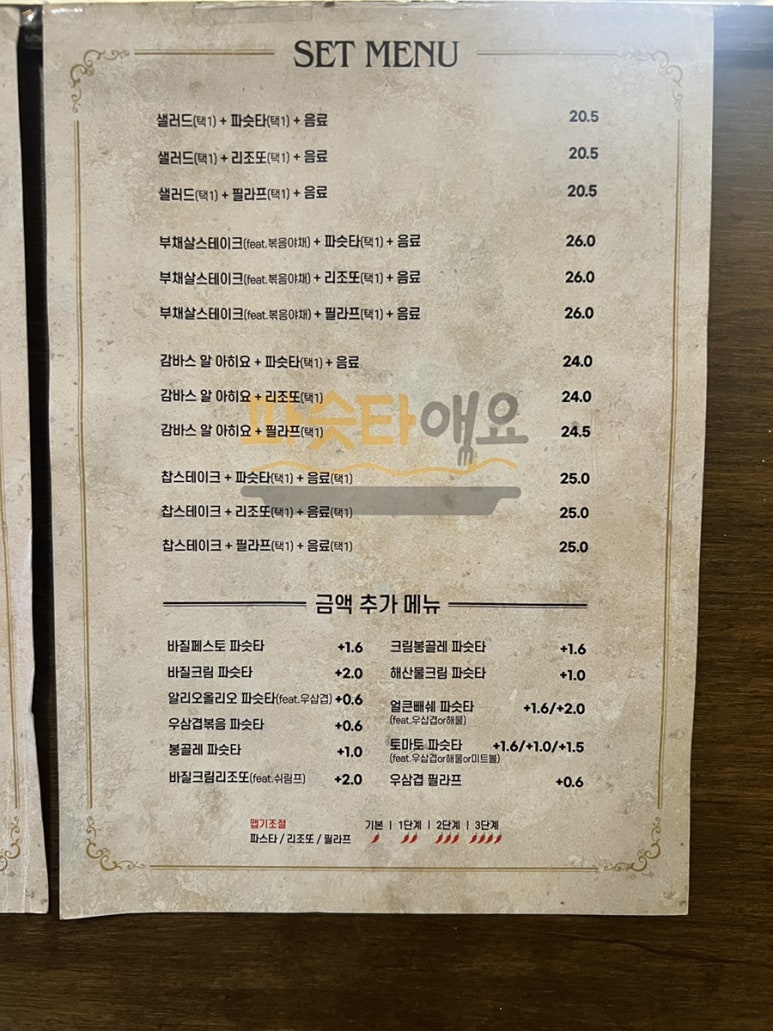 SET MENU
샐러드(택1) + 파슷타(택1) + 음료 20.5
샐러드(택1) + 리조또(택1) + 음료 20.5
샐러드(택1) + 필라프(택1) + 음료 20.5
부채살스테이크(feat.볶음야채) + 파슷타(택1) + 음료 26.0
부채살스테이크(feat.볶음야채) + 리조또(택1) + 음료 26.0
부채살스테이크(feat.볶음야채) + 필라프(택1) + 음료 26.0
감바스 알 아히요 + 파슷타(택1) + 음료 24.0
감바스 알 아히요 + 리조또(택1) 24.0
파슷타애요
감바스 알 아히요 + 필라프(택1) 24.5
찹스테이크 + 파슷타(택1) + 음료(택1) 25.0
찹스테이크 + 리조또(택1) + 음료(택1) 25.0
찹스테이크 + 필라프(택1) + 음료(택1) 25.0
금액 추가 메뉴
바질페스토 파슷타 +1.6
바질크림 파슷타 +2.0
알리오올리오 파슷타(feat.우삼겹) +0.6
우삼겹볶음 파슷타 +0.6
봉골레 파슷타 +1.0
바질크림리조또(feat.쉬림프) +2.0
크림봉골레 파슷타 +1.6
해산물크림 파슷타 +1.0
얼큰빼쉐 파슷타 +1.6/+2.0
(feat.우삼겹or해물)
토마토 파슷타 +1.6/+1.0/+1.5
(feat.우삼겹or해물or미트볼)
우삼겹 필라프 +0.6
맵기조절 기본 | 1단계 | 2단계 | 3단계
파스타 / 리조또 / 필라프